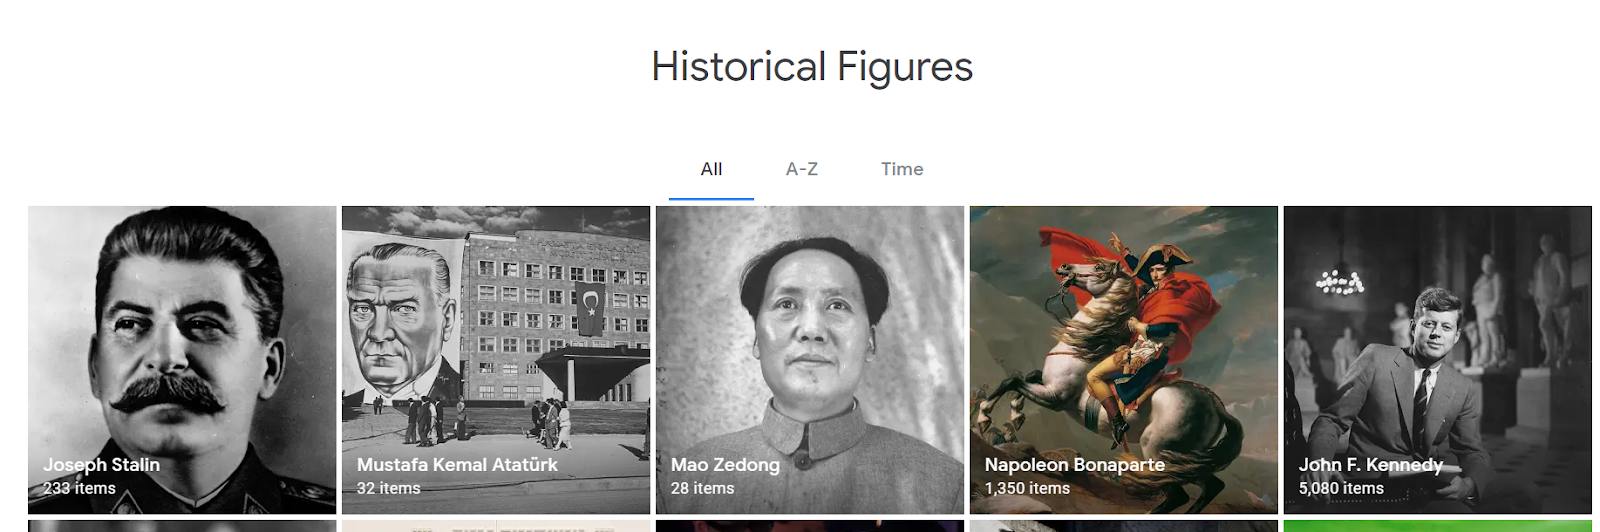 Historical Figures
All
A-Z
Time
Joseph Stalin
233 items
Mustafa Kemal Atatürk
32 items
Mao Zedong
28 items
Napoleon Bonaparte
1,350 items
John F. Kennedy
5,080 items